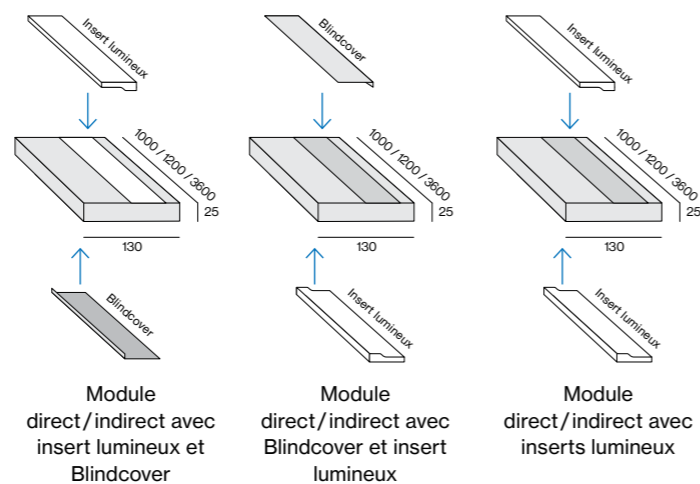 Insert lumineux
1000 / 1200 / 3600
25
130
Blindcover
Module
direct/indirect avec
insert lumineux et
Blindcover
Blindcover
1000 / 1200 / 3600
25
130
Insert lumineux
Module
direct/indirect avec
Blindcover et insert
lumineux
Insert lumineux
1000 / 1200 / 3600
25
130
Insert lumineux
Module
direct/indirect avec
inserts lumineux